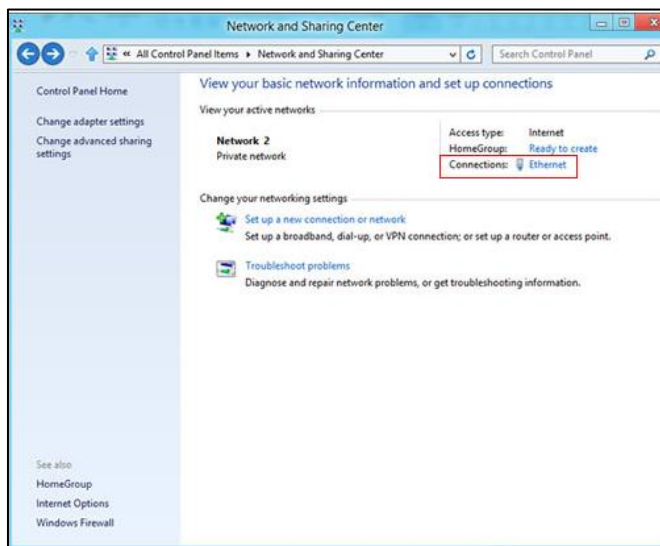 Network and Sharing Center
« All Control Panel Items ▸ Network and Sharing Center
Search Control Panel
Control Panel Home
Change adapter settings
Change advanced sharing
settings
View your basic network information and set up connections
View your active networks
Network 2
Private network
Access type: Internet
HomeGroup: Ready to create
Connections: Ethernet
Change your networking settings
Set up a new connection or network
Set up a broadband, dial-up, or VPN connection; or set up a router or access point.
Troubleshoot problems
Diagnose and repair network problems, or get troubleshooting information.
See also
HomeGroup
Internet Options
Windows Firewall